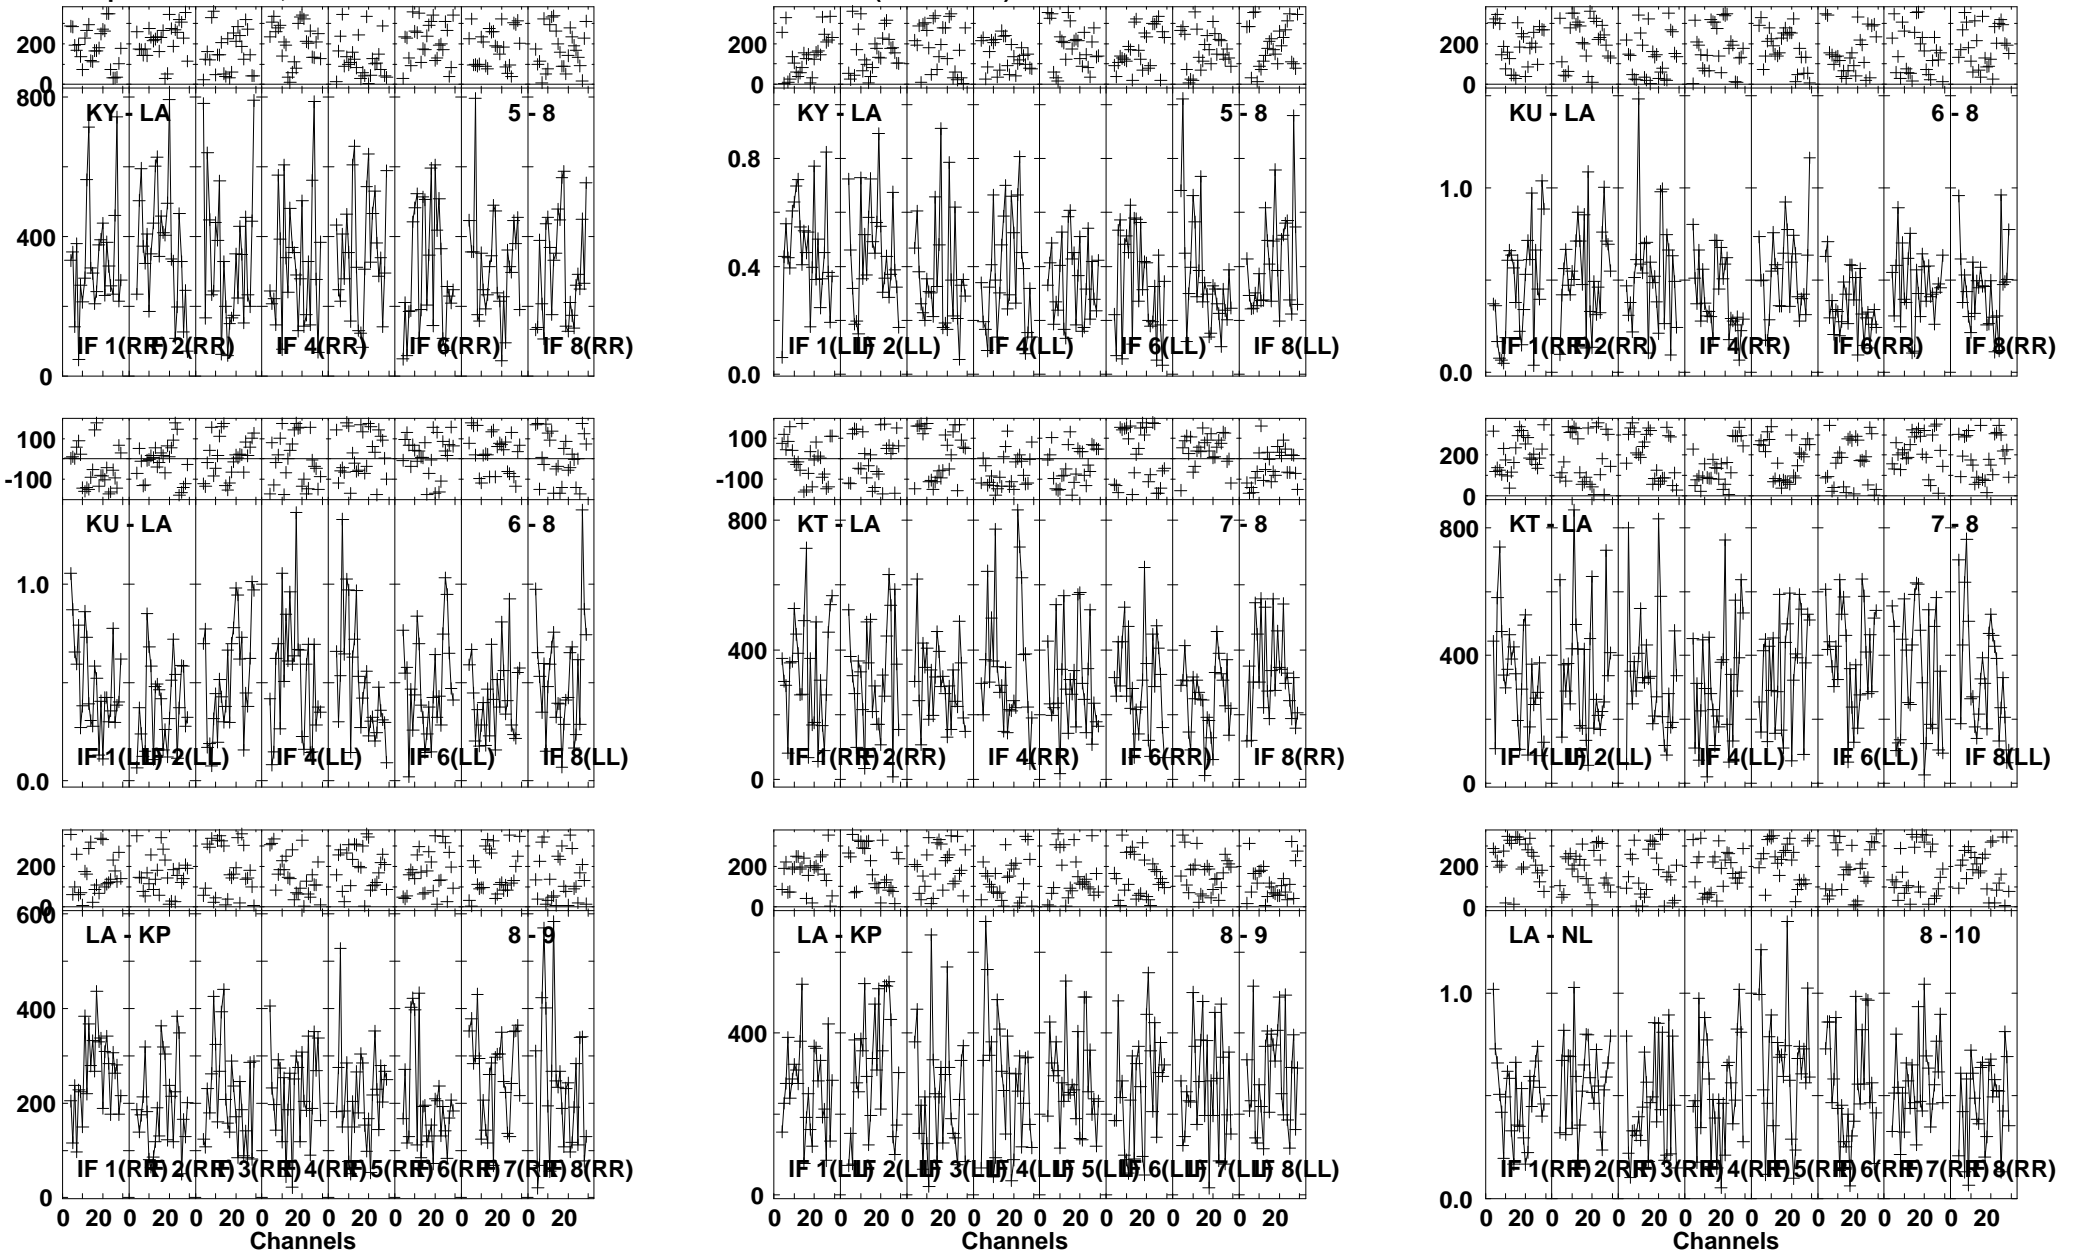 200 200 200
0 0 0
800
KY - LA 5 - 8 KY - LA 5 - 8 KU - LA 6 - 8
0.8
1.0
400
0.4
IF 1(RR) IF 2(RR) IF 4(RR) IF 6(RR) IF 8(RR) IF 1(LL) IF 2(LL) IF 4(LL) IF 6(LL) IF 8(LL) IF 1(RR) IF 2(RR) IF 4(RR) IF 6(RR) IF 8(RR)
0 0.0 0.0
100 100 200
-100 -100 0
KU - LA 6 - 8 KT - LA 7 - 8 KT - LA 7 - 8
800 800
1.0 400 400
IF 1(LL) IF 2(LL) IF 4(LL) IF 6(LL) IF 8(LL) IF 1(RR) IF 2(RR) IF 4(RR) IF 6(RR) IF 8(RR) IF 1(LL) IF 2(LL) IF 4(LL) IF 6(LL) IF 8(LL)
0.0 0 0
200 200 200
0 0 0
600
LA - KP 8 - 9 LA - KP 8 - 9 LA - NL 8 - 10
400 400 1.0
200
IF 1(RR) IF 2(RR) IF 3(RR) IF 4(RR) IF 5(RR) IF 6(RR) IF 7(RR) IF 8(RR) IF 1(LL) IF 2(LL) IF 3(LL) IF 4(LL) IF 5(LL) IF 6(LL) IF 7(LL) IF 8(LL) IF 1(RR) IF 2(RR) IF 3(RR) IF 4(RR) IF 5(RR) IF 6(RR) IF 7(RR) IF 8(RR)
0 0 0.0
0 20 0 20 0 20 0 20 0 20 0 20 0 20 0 20 0 20 0 20 0 20 0 20 0 20 0 20 0 20 0 20 0 20 0 20 0 20 0 20 0 20 0 20 0 20 0 20
Channels Channels Channels